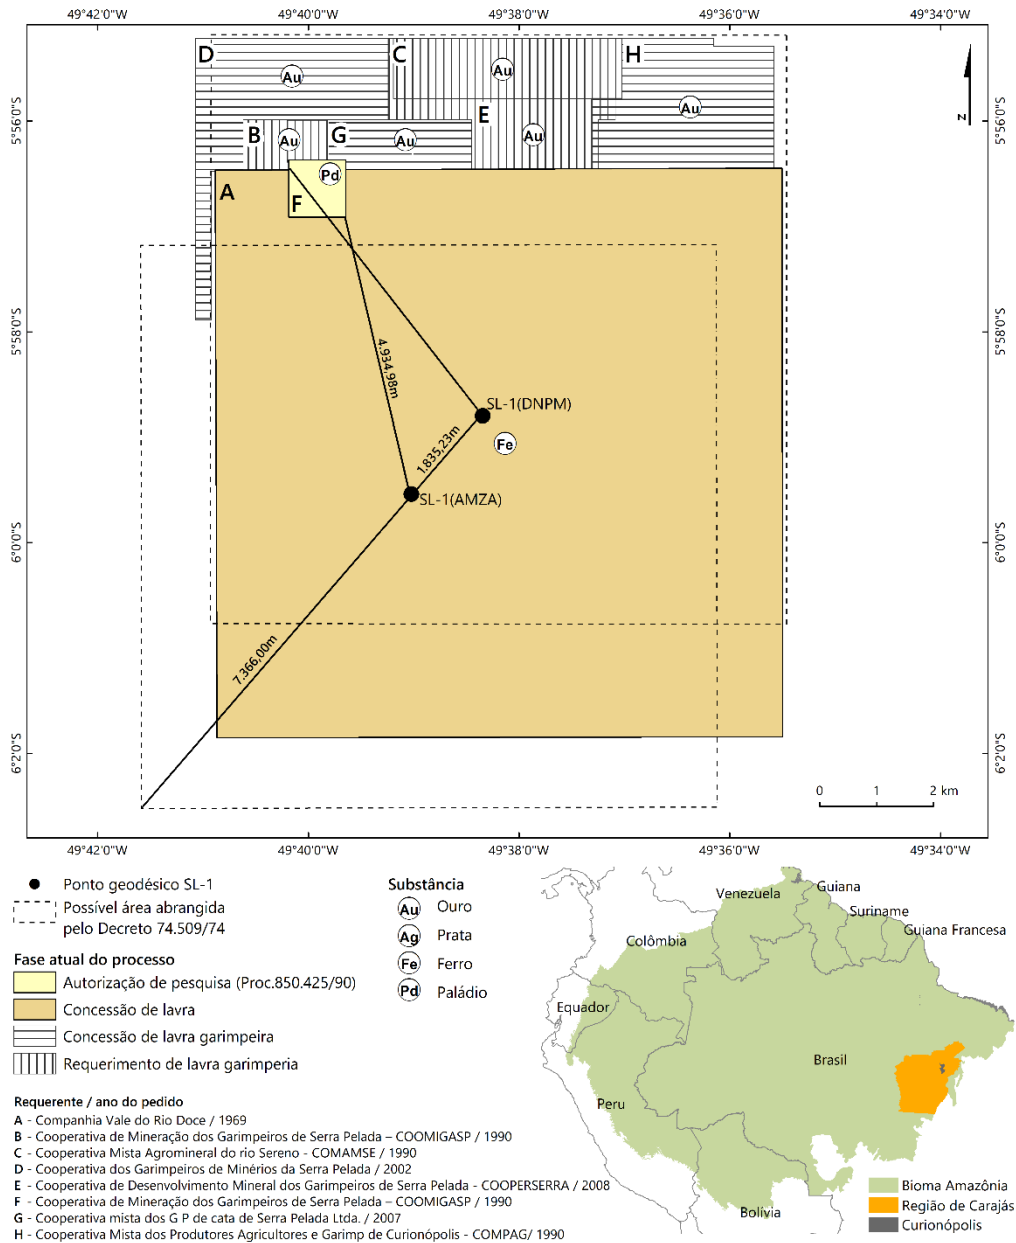 49°42'0"W 49°40'0"W 49°38'0"W 49°36'0"W 49°34'0"W
D C H
Au Au Au
N
5°56'0"S 5°56'0"S
B Au G Au E Au
A Pd
F
5°58'0"S 5°58'0"S
4.934,98m
SL-1(DNPM)
1.835,23m
Fe
SL-1(AMZA)
6°0'0"S 6°0'0"S
7.366,00m
6°2'0"S 6°2'0"S
0 1 2 km
49°42'0"W 49°40'0"W 49°38'0"W 49°36'0"W 49°34'0"W
Ponto geodésico SL-1
Possível área abrangida
pelo Decreto 74.509/74
Fase atual do processo
Autorização de pesquisa (Proc.850.425/90)
Concessão de lavra
Concessão de lavra garimpeira
Requerimento de lavra garimperia
Substância
Au Ouro
Ag Prata
Fe Ferro
Pd Paládio
Requerente / ano do pedido
A - Companhia Vale do Rio Doce / 1969
B - Cooperativa de Mineração dos Garimpeiros de Serra Pelada – COOMIGASP / 1990
C - Cooperativa Mista Agromineral do rio Sereno - COMAMSE / 1990
D - Cooperativa dos Garimpeiros de Minérios da Serra Pelada / 2002
E - Cooperativa de Desenvolvimento Mineral dos Garimpeiros de Serra Pelada - COOPERSERRA / 2008
F - Cooperativa de Mineração dos Garimpeiros de Serra Pelada – COOMIGASP / 1990
G - Cooperativa mista dos G P de cata de Serra Pelada Ltda. / 2007
H - Cooperativa Mista dos Produtores Agricultores e Garimp de Curionópolis - COMPAG/ 1990
Venezuela
Guiana
Suriname
Guiana Francesa
Colômbia
Equador
Brasil
Peru
Bolívia
Bioma Amazônia
Região de Carajás
Curionópolis